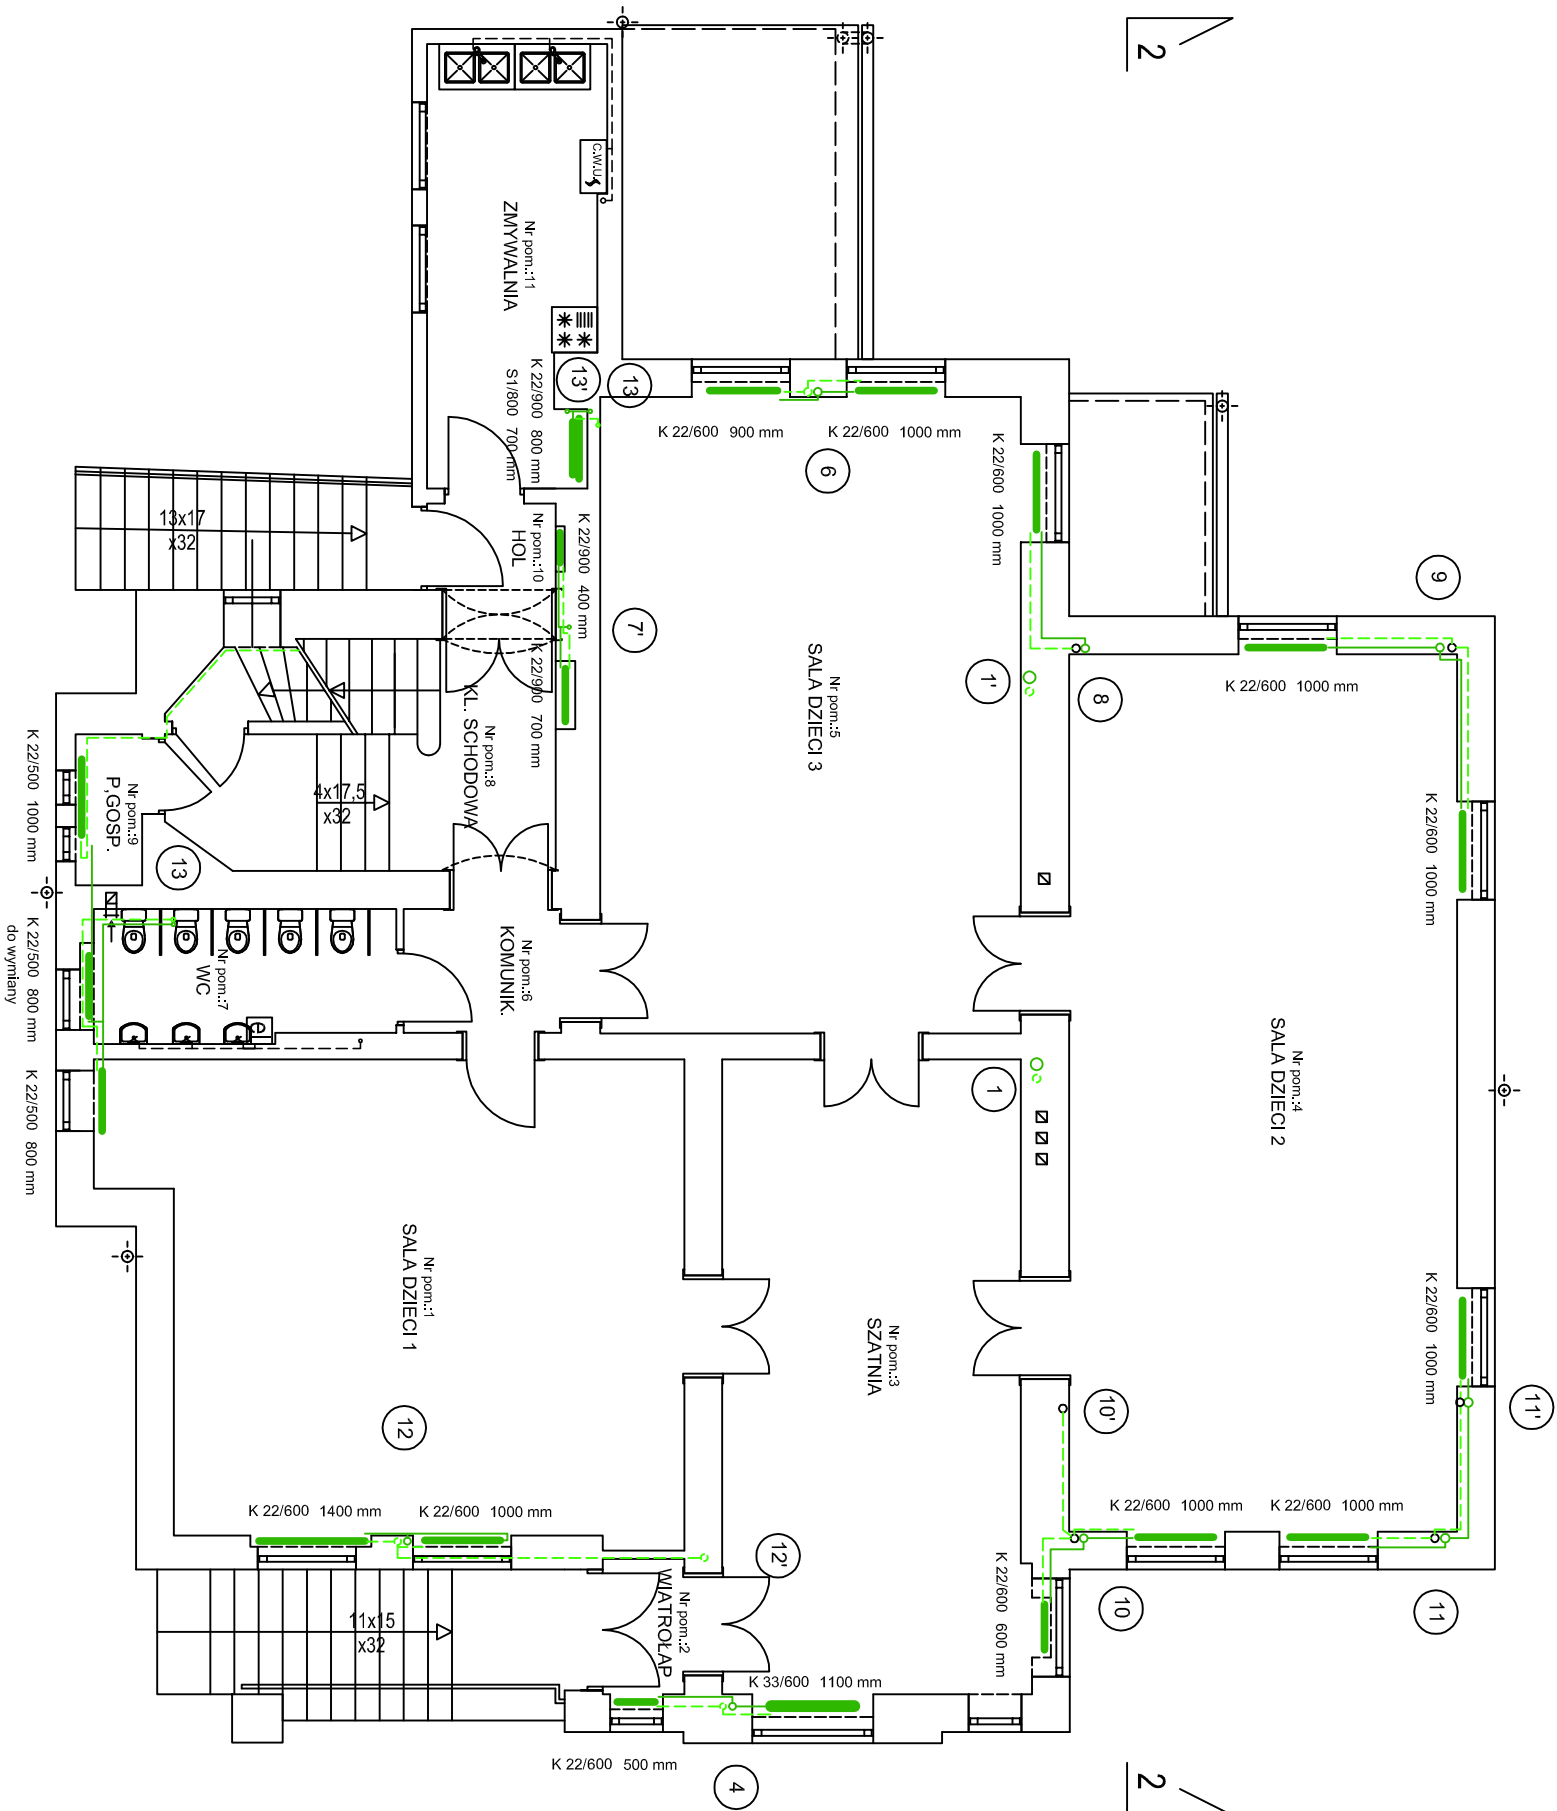 2
C.W.U.
Nr pom.:11
ZMYWALNIA
13'
13
K 22/900 800 mm
S1/800 700 mm
K 22/600 900 mm
K 22/600 1000 mm
6
K 22/600 1000 mm
13x17
x32
Nr pom.:10
HOL
K 22/900 400 mm
7'
K 22/900 700 mm
Nr pom.:5
SALA DZIECI 3
1'
8
9
K 22/600 1000 mm
Nr pom.:8
KL. SCHODOWA
4x17,5
x32
Nr pom.:9
P,GOSP.
K 22/500 1000 mm
13
K 22/600 1000 mm
K 22/500 800 mm
do wymiany
Nr pom.:7
WC
e
Nr pom.:6
KOMUNIK.
K 22/500 800 mm
1
Nr pom.:4
SALA DZIECI 2
Nr pom.:1
SALA DZIECI 1
Nr pom.:3
SZATNIA
K 22/600 1000 mm
12
10'
11'
K 22/600 1400 mm
K 22/600 1000 mm
K 22/600 1000 mm
K 22/600 1000 mm
12'
K 22/600 600 mm
10
11
11x15
x32
Nr pom.:2
WIATROŁAP
K 33/600 1100 mm
K 22/600 500 mm
4
2